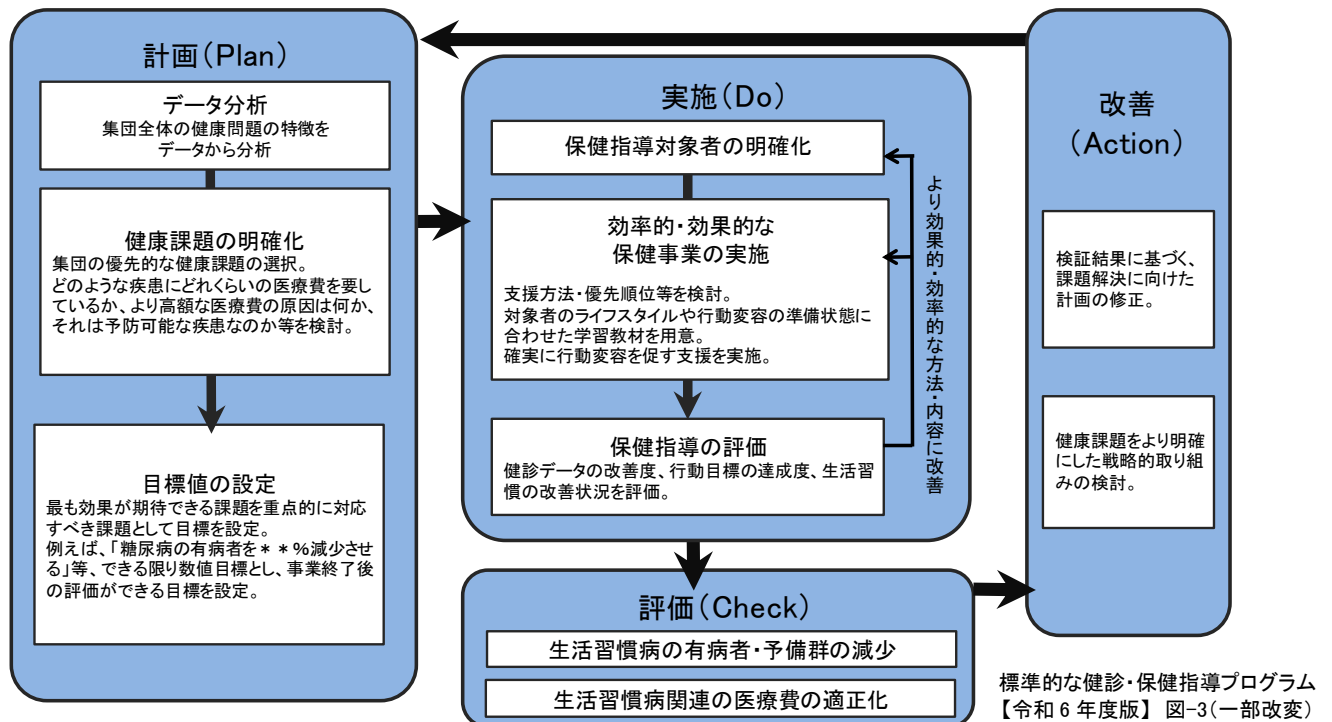 計画(Plan)
データ分析
集団全体の健康問題の特徴を
データから分析
健康課題の明確化
集団の優先的な健康課題の選択。
どのような疾患にどれくらいの医療費を要し
ているか、より高額な医療費の原因は何か、
それは予防可能な疾患なのか等を検討。
目標値の設定
最も効果が期待できる課題を重点的に対応
すべき課題として目標を設定。
例えば、「糖尿病の有病者を＊＊%減少させ
る」等、できる限り数値目標とし、事業終了後
の評価ができる目標を設定。
実施(Do)
保健指導対象者の明確化
効率的・効果的な
保健事業の実施
支援方法・優先順位等を検討。
対象者のライフスタイルや行動変容の準備状態に
合わせた学習教材を用意。
確実に行動変容を促す支援を実施。
保健指導の評価
健診データの改善度、行動目標の達成度、生活習
慣の改善状況を評価。
より効果的・効率的な方法・内容に改善
評価(Check)
生活習慣病の有病者・予備群の減少
生活習慣病関連の医療費の適正化
改善
(Action)
検証結果に基づく、
課題解決に向けた
計画の修正。
健康課題をより明確
にした戦略的取り組
みの検討。
標準的な健診・保健指導プログラム
【令和6年度版】 図-3(一部改変)